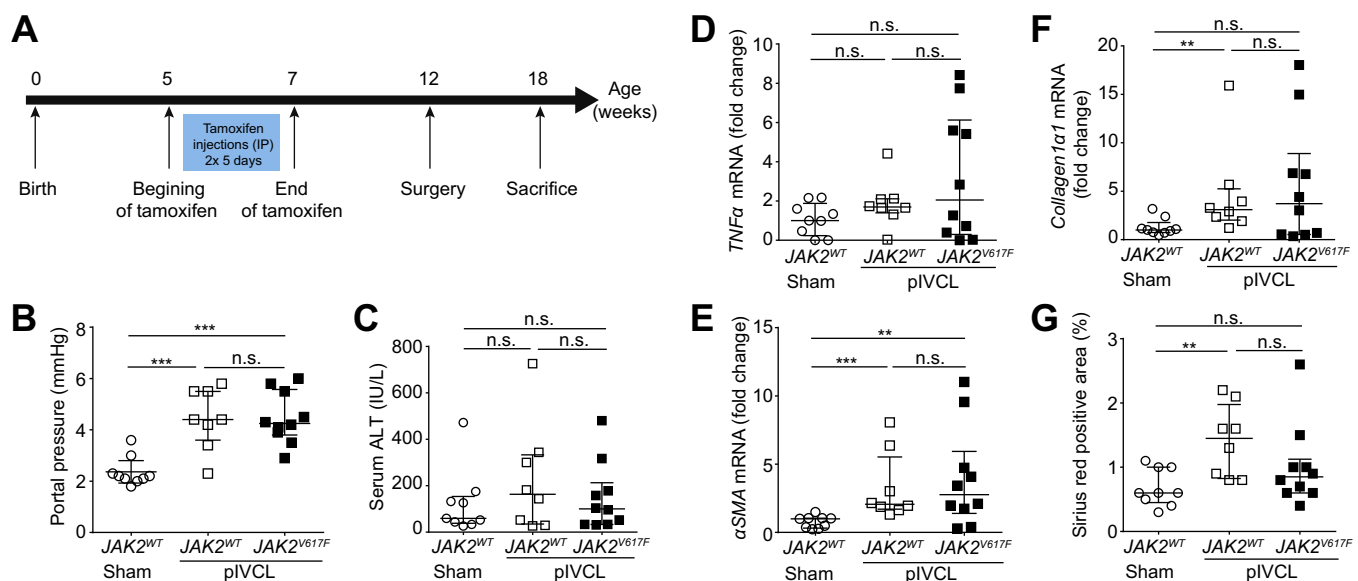 A
0 5 7 12 18
Age
(weeks)
Tamoxifen
injections (IP)
2x 5 days
Birth
Begining
of tamoxifen
End
of tamoxifen
Surgery
Sacrifice
B
Portal pressure (mmHg)
8
6
4
2
0
***
*** n.s.
JAK2WT JAK2WT JAK2V617F
Sham pIVCL
C
Serum ALT (IU/L)
800
600
400
200
0
n.s.
n.s. n.s.
JAK2WT JAK2WT JAK2V617F
Sham pIVCL
D
TNFα mRNA (fold change)
10
8
6
4
2
0
n.s.
n.s. n.s.
JAK2WT JAK2WT JAK2V617F
Sham pIVCL
E
αSMA mRNA (fold change)
15
10
5
0
**
*** n.s.
JAK2WT JAK2WT JAK2V617F
Sham pIVCL
F
Collagen1α1 mRNA
(fold change)
20
15
10
5
0
n.s.
** n.s.
JAK2WT JAK2WT JAK2V617F
Sham pIVCL
G
Sirius red positive area (%)
3
2
1
0
n.s.
** n.s.
JAK2WT JAK2WT JAK2V617F
Sham pIVCL